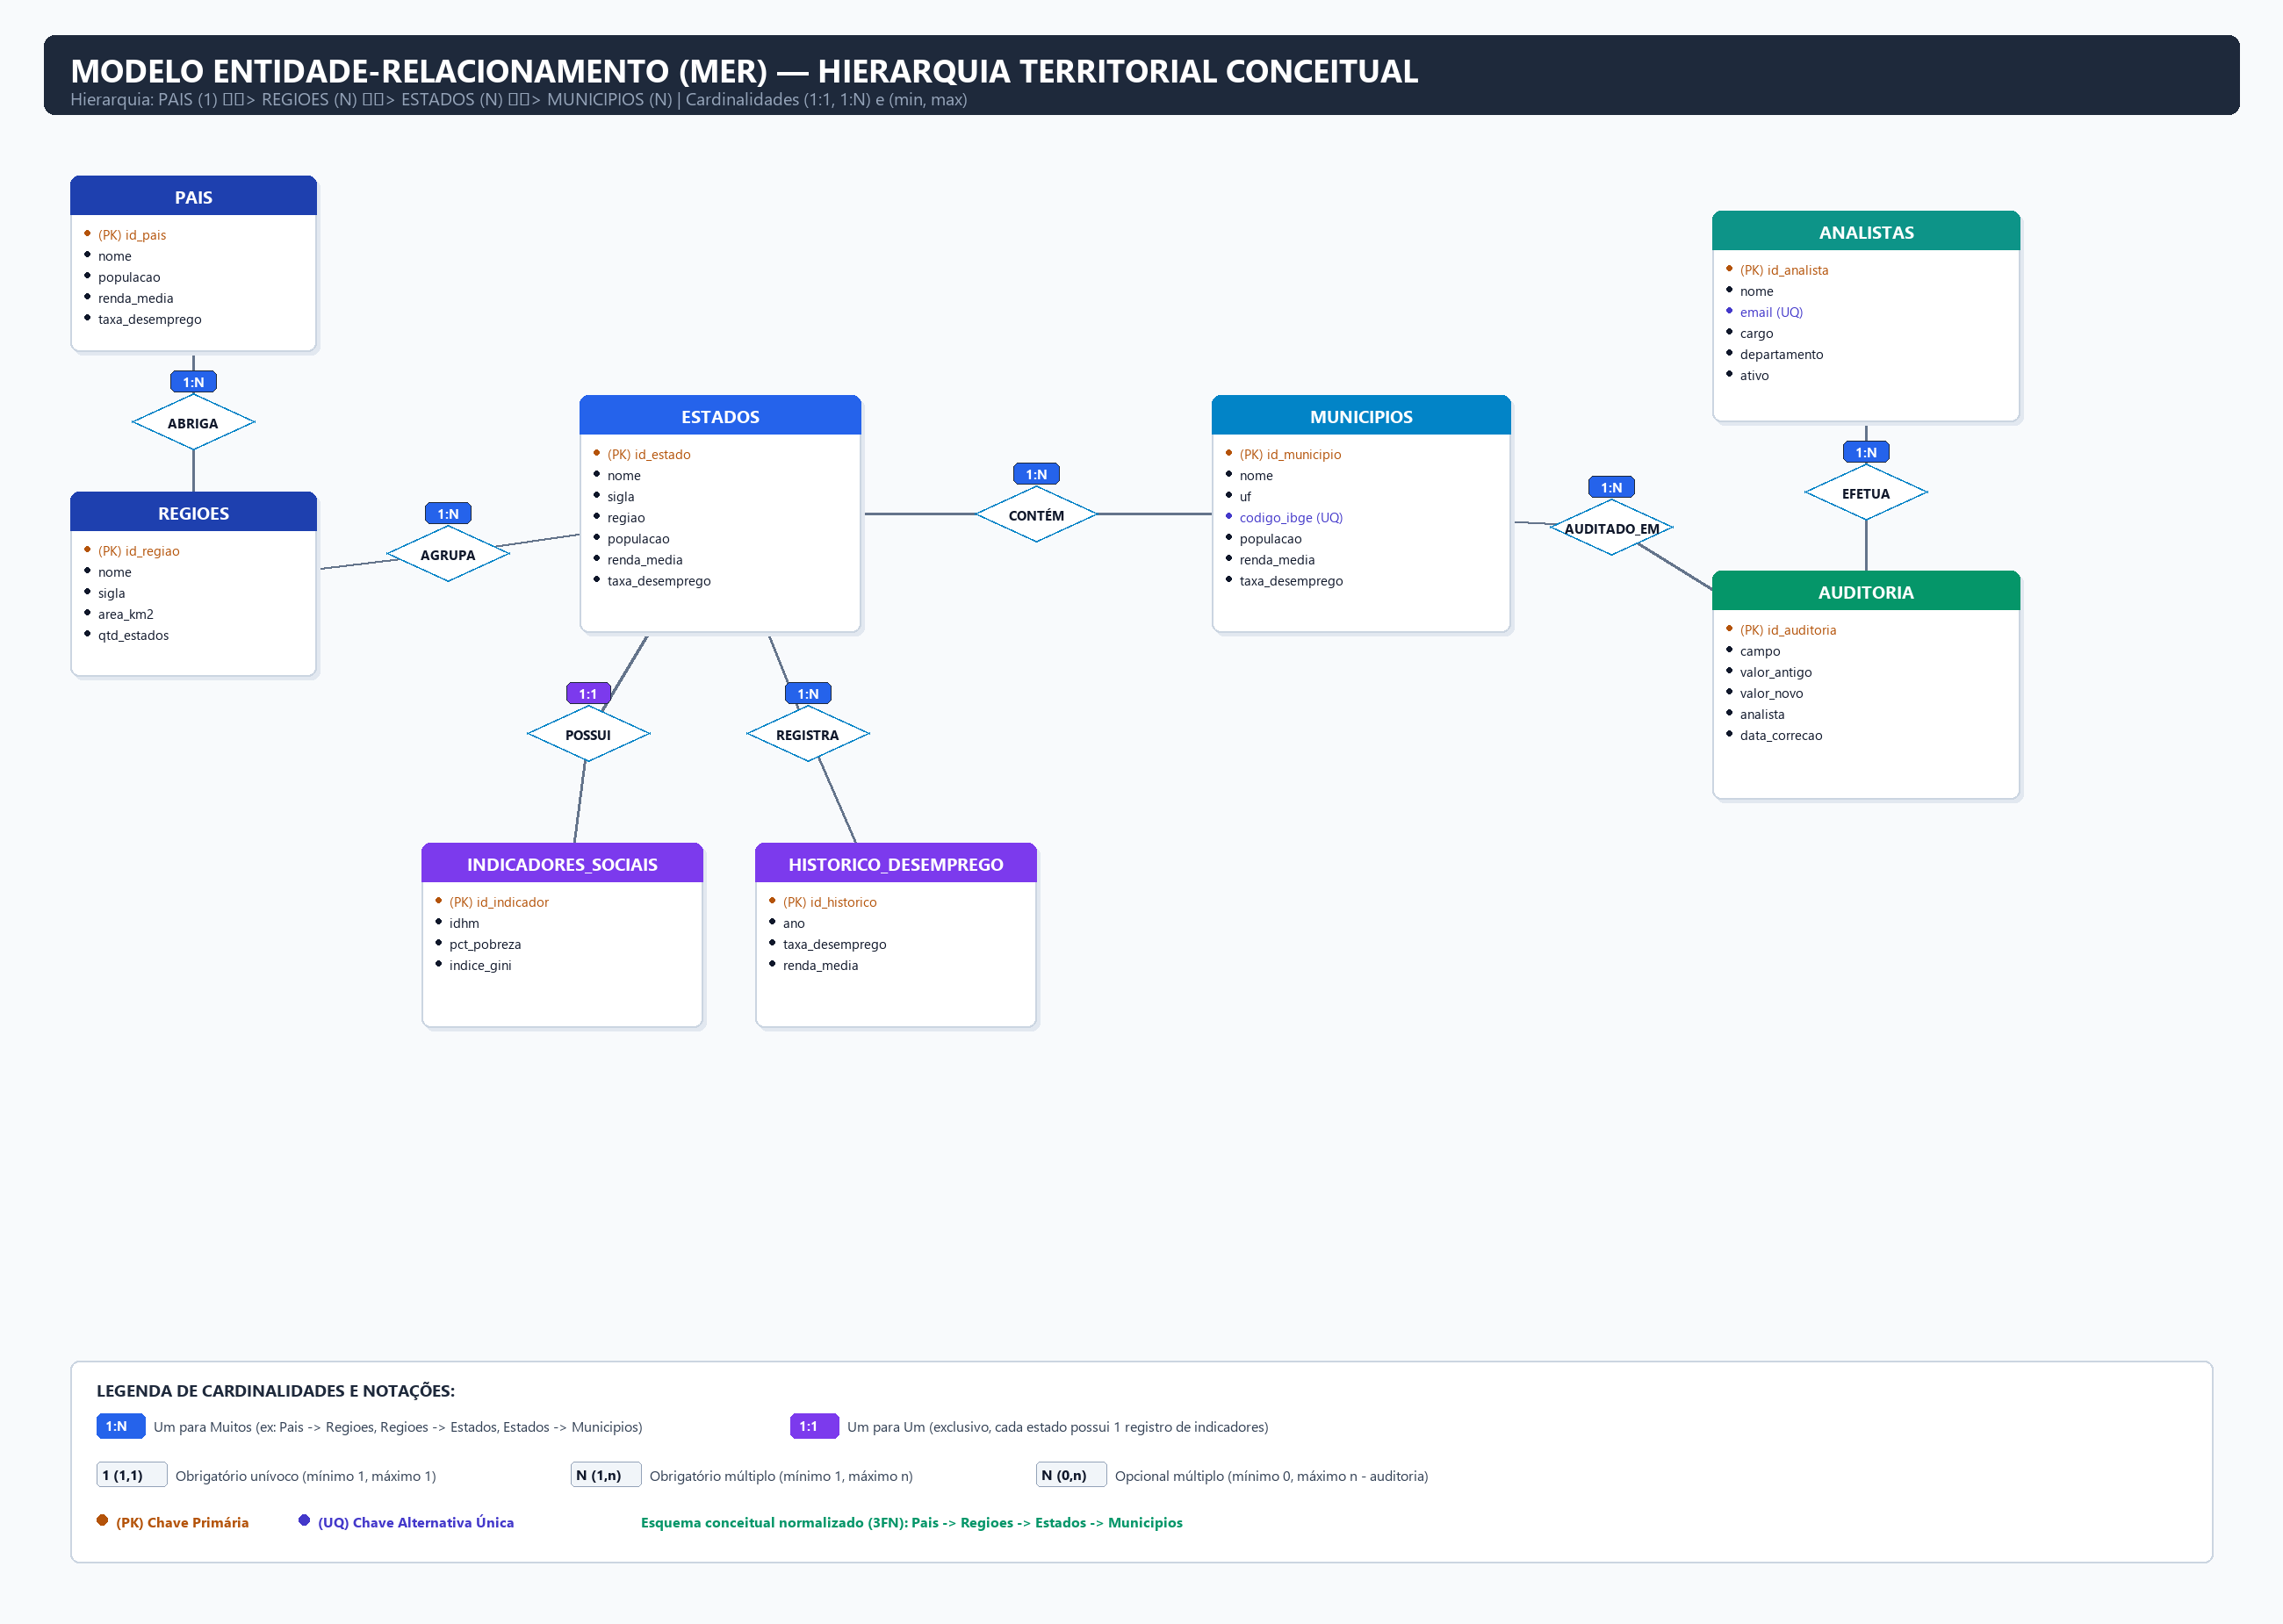 MODELO ENTIDADE-RELACIONAMENTO (MER) — HIERARQUIA TERRITORIAL CONCEITUAL
Hierarquia: PAIS (1) ▯▯> REGIOES (N) ▯▯> ESTADOS (N) ▯▯> MUNICIPIOS (N) | Cardinalidades (1:1, 1:N) e (min, max)
PAIS
(PK) id_pais
nome
populacao
renda_media
taxa_desemprego
1:N
ABRIGA
REGIOES
(PK) id_regiao
nome
sigla
area_km2
qtd_estados
1:N
AGRUPA
ESTADOS
(PK) id_estado
nome
sigla
regiao
populacao
renda_media
taxa_desemprego
1:N
CONTÉM
MUNICIPIOS
(PK) id_municipio
nome
uf
codigo_ibge (UQ)
populacao
renda_media
taxa_desemprego
1:N
AUDITADO_EM
ANALISTAS
(PK) id_analista
nome
email (UQ)
cargo
departamento
ativo
1:N
EFETUA
AUDITORIA
(PK) id_auditoria
campo
valor_antigo
valor_novo
analista
data_correcao
1:1
POSSUI
1:N
REGISTRA
INDICADORES_SOCIAIS
(PK) id_indicador
idhm
pct_pobreza
indice_gini
HISTORICO_DESEMPREGO
(PK) id_historico
ano
taxa_desemprego
renda_media
LEGENDA DE CARDINALIDADES E NOTAÇÕES:
1:N Um para Muitos (ex: Pais -> Regioes, Regioes -> Estados, Estados -> Municipios)
1:1 Um para Um (exclusivo, cada estado possui 1 registro de indicadores)
1 (1,1) Obrigatório unívoco (mínimo 1, máximo 1)
N (1,n) Obrigatório múltiplo (mínimo 1, máximo n)
N (0,n) Opcional múltiplo (mínimo 0, máximo n - auditoria)
(PK) Chave Primária
(UQ) Chave Alternativa Única
Esquema conceitual normalizado (3FN): Pais -> Regioes -> Estados -> Municipios